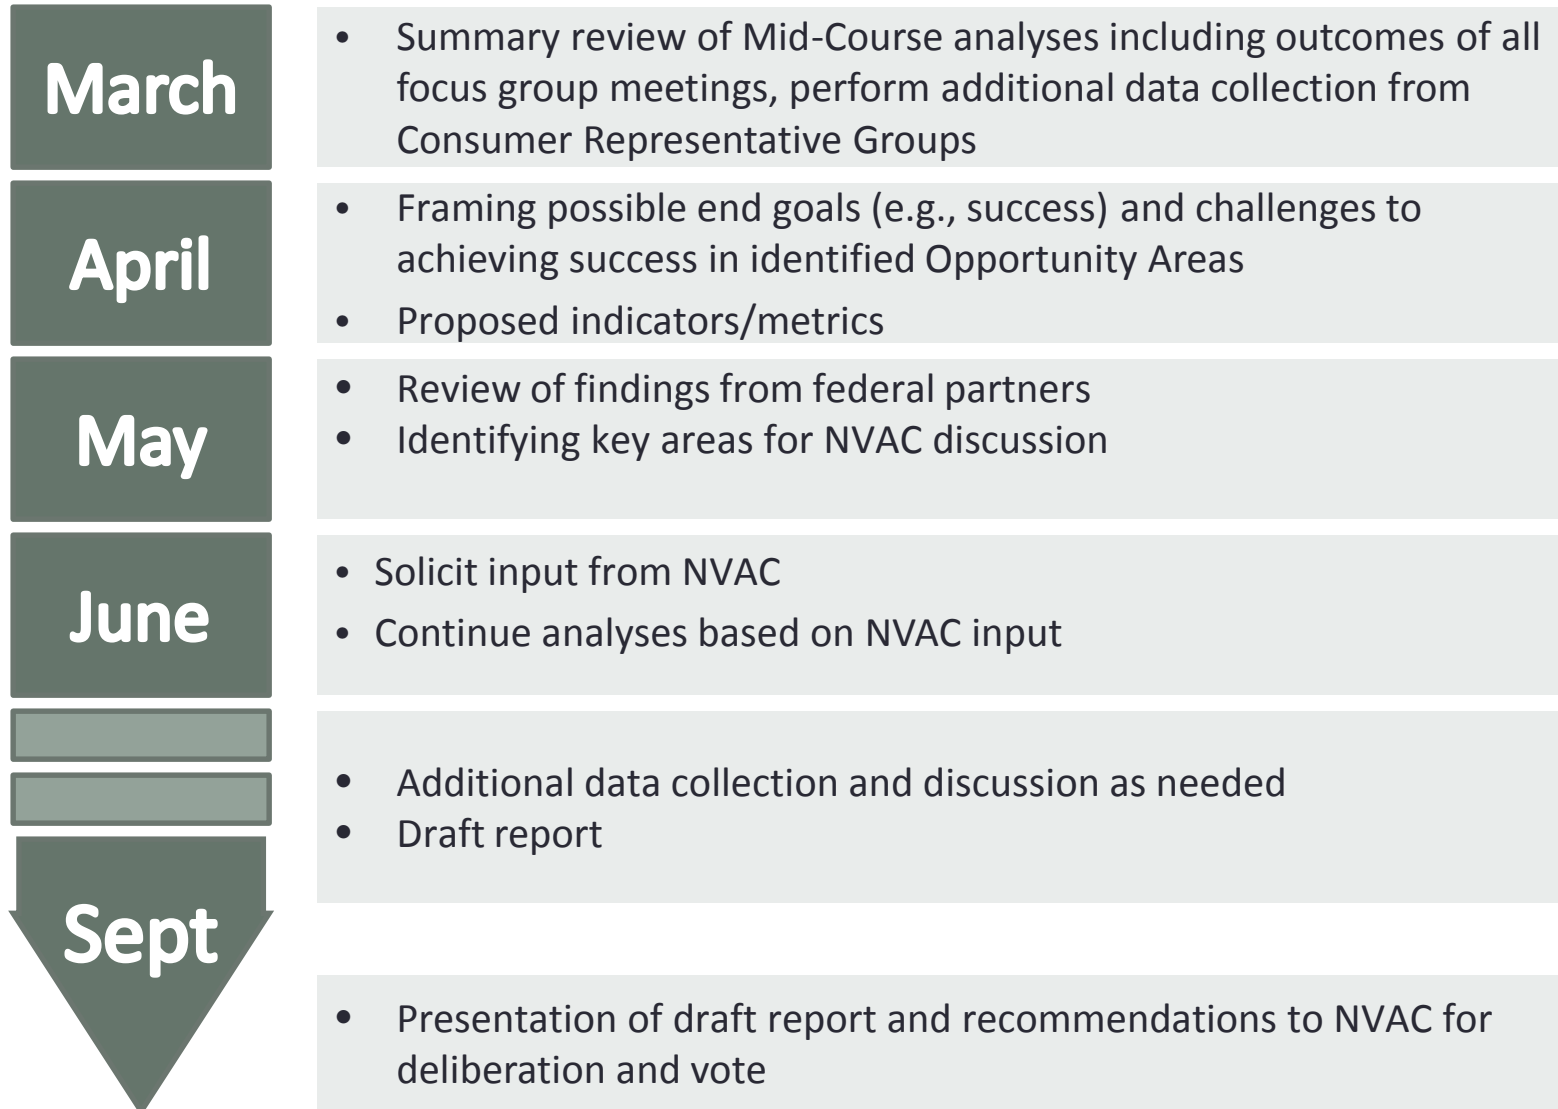 March
• Summary review of Mid-Course analyses including outcomes of all
focus group meetings, perform additional data collection from
Consumer Representative Groups
April
• Framing possible end goals (e.g., success) and challenges to
achieving success in identified Opportunity Areas
• Proposed indicators/metrics
May
• Review of findings from federal partners
• Identifying key areas for NVAC discussion
June
• Solicit input from NVAC
• Continue analyses based on NVAC input
• Additional data collection and discussion as needed
• Draft report
Sept
• Presentation of draft report and recommendations to NVAC for
deliberation and vote